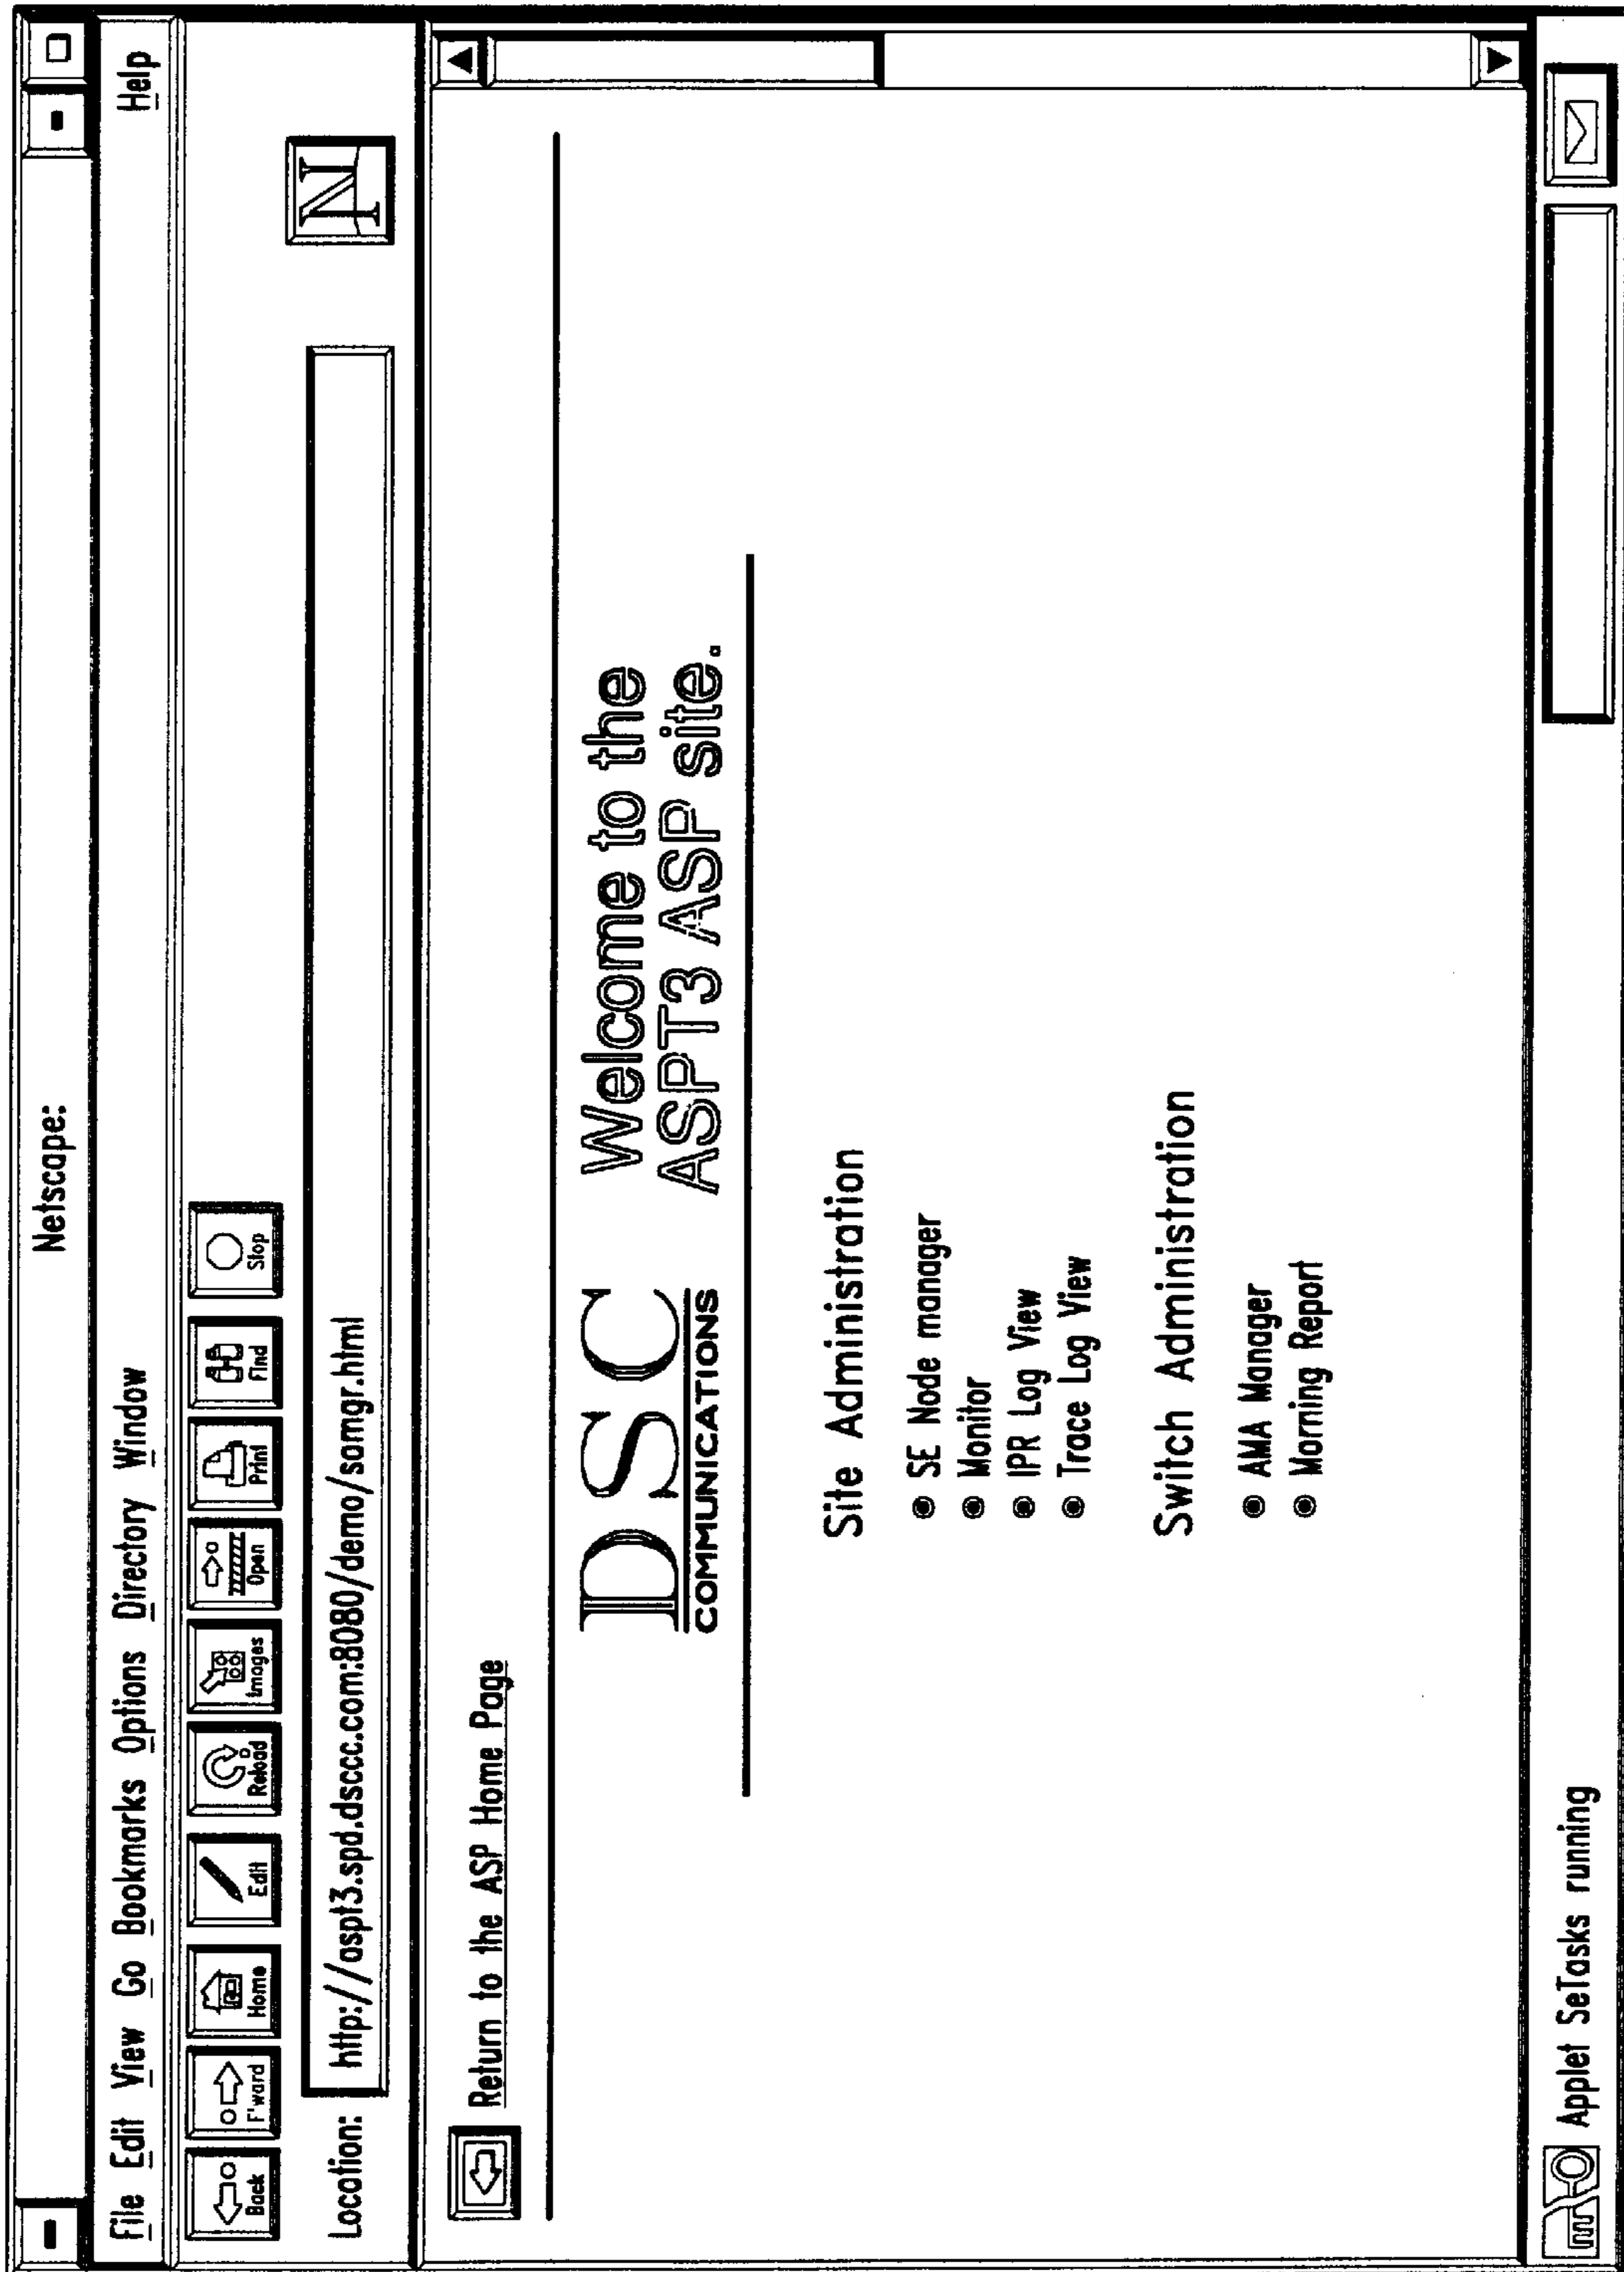 Netscape:
File Edit View Go Bookmarks Options Directory Window Help
Back F'ward Home Edit Reload Images Open Print Find Stop
Location: http://aspt3.spd.dsccc.com:8080/demo/samgr.html
N
Return to the ASP Home Page
DSC
COMMUNICATIONS
Welcome to the
ASPT3 ASP site.
Site Administration
SE Node manager
Monitor
IPR Log View
Trace Log View
Switch Administration
AMA Manager
Morning Report
Applet SeTasks running